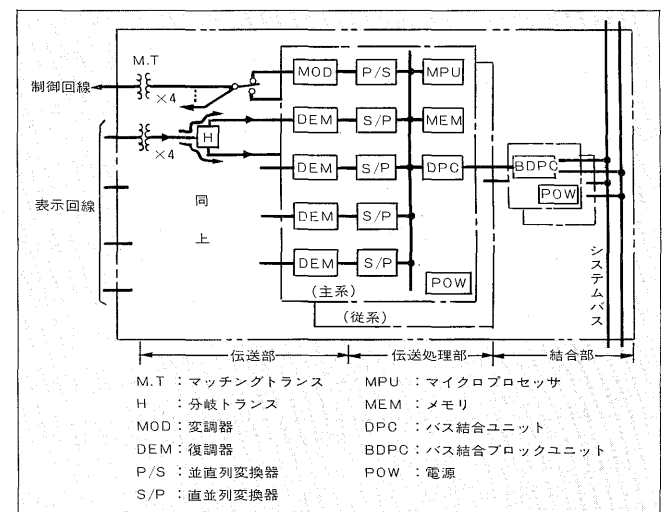 M.T
制御回線
×4
MOD
P/S
MPU
DEM
S/P
MEM
H
×4
DEM
S/P
DPC
BDPC
POW
表示回線
同上
DEM
S/P
DEM
S/P
POW
(主系)
(従系)
システムバス
伝送部
伝送処理部
結合部
M.T:マッチングトランス
H:分岐トランス
MOD:変調器
DEM:復調器
P/S:並直列変換器
S/P:直並列変換器
MPU:マイクロプロセッサ
MEM:メモリ
DPC:バス結合ユニット
BDPC:バス結合ブロックユニット
POW:電源